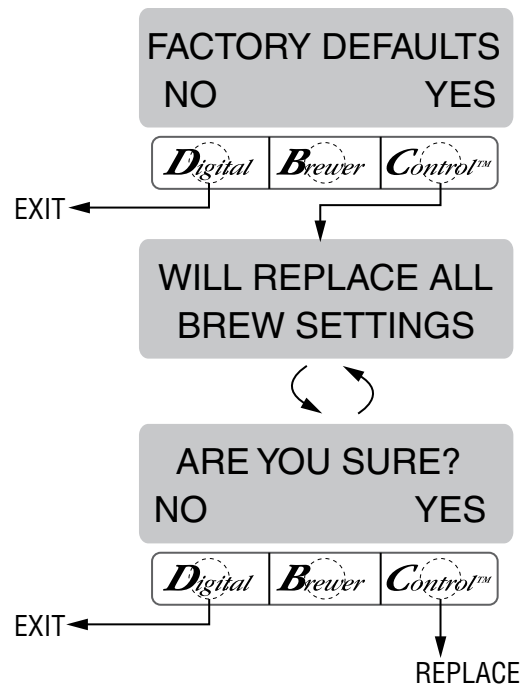 FACTORY DEFAULTS
NO YES
Digital Brewer Control™
EXIT
WILL REPLACE ALL
BREW SETTINGS
ARE YOU SURE?
NO YES
Digital Brewer Control™
EXIT
REPLACE